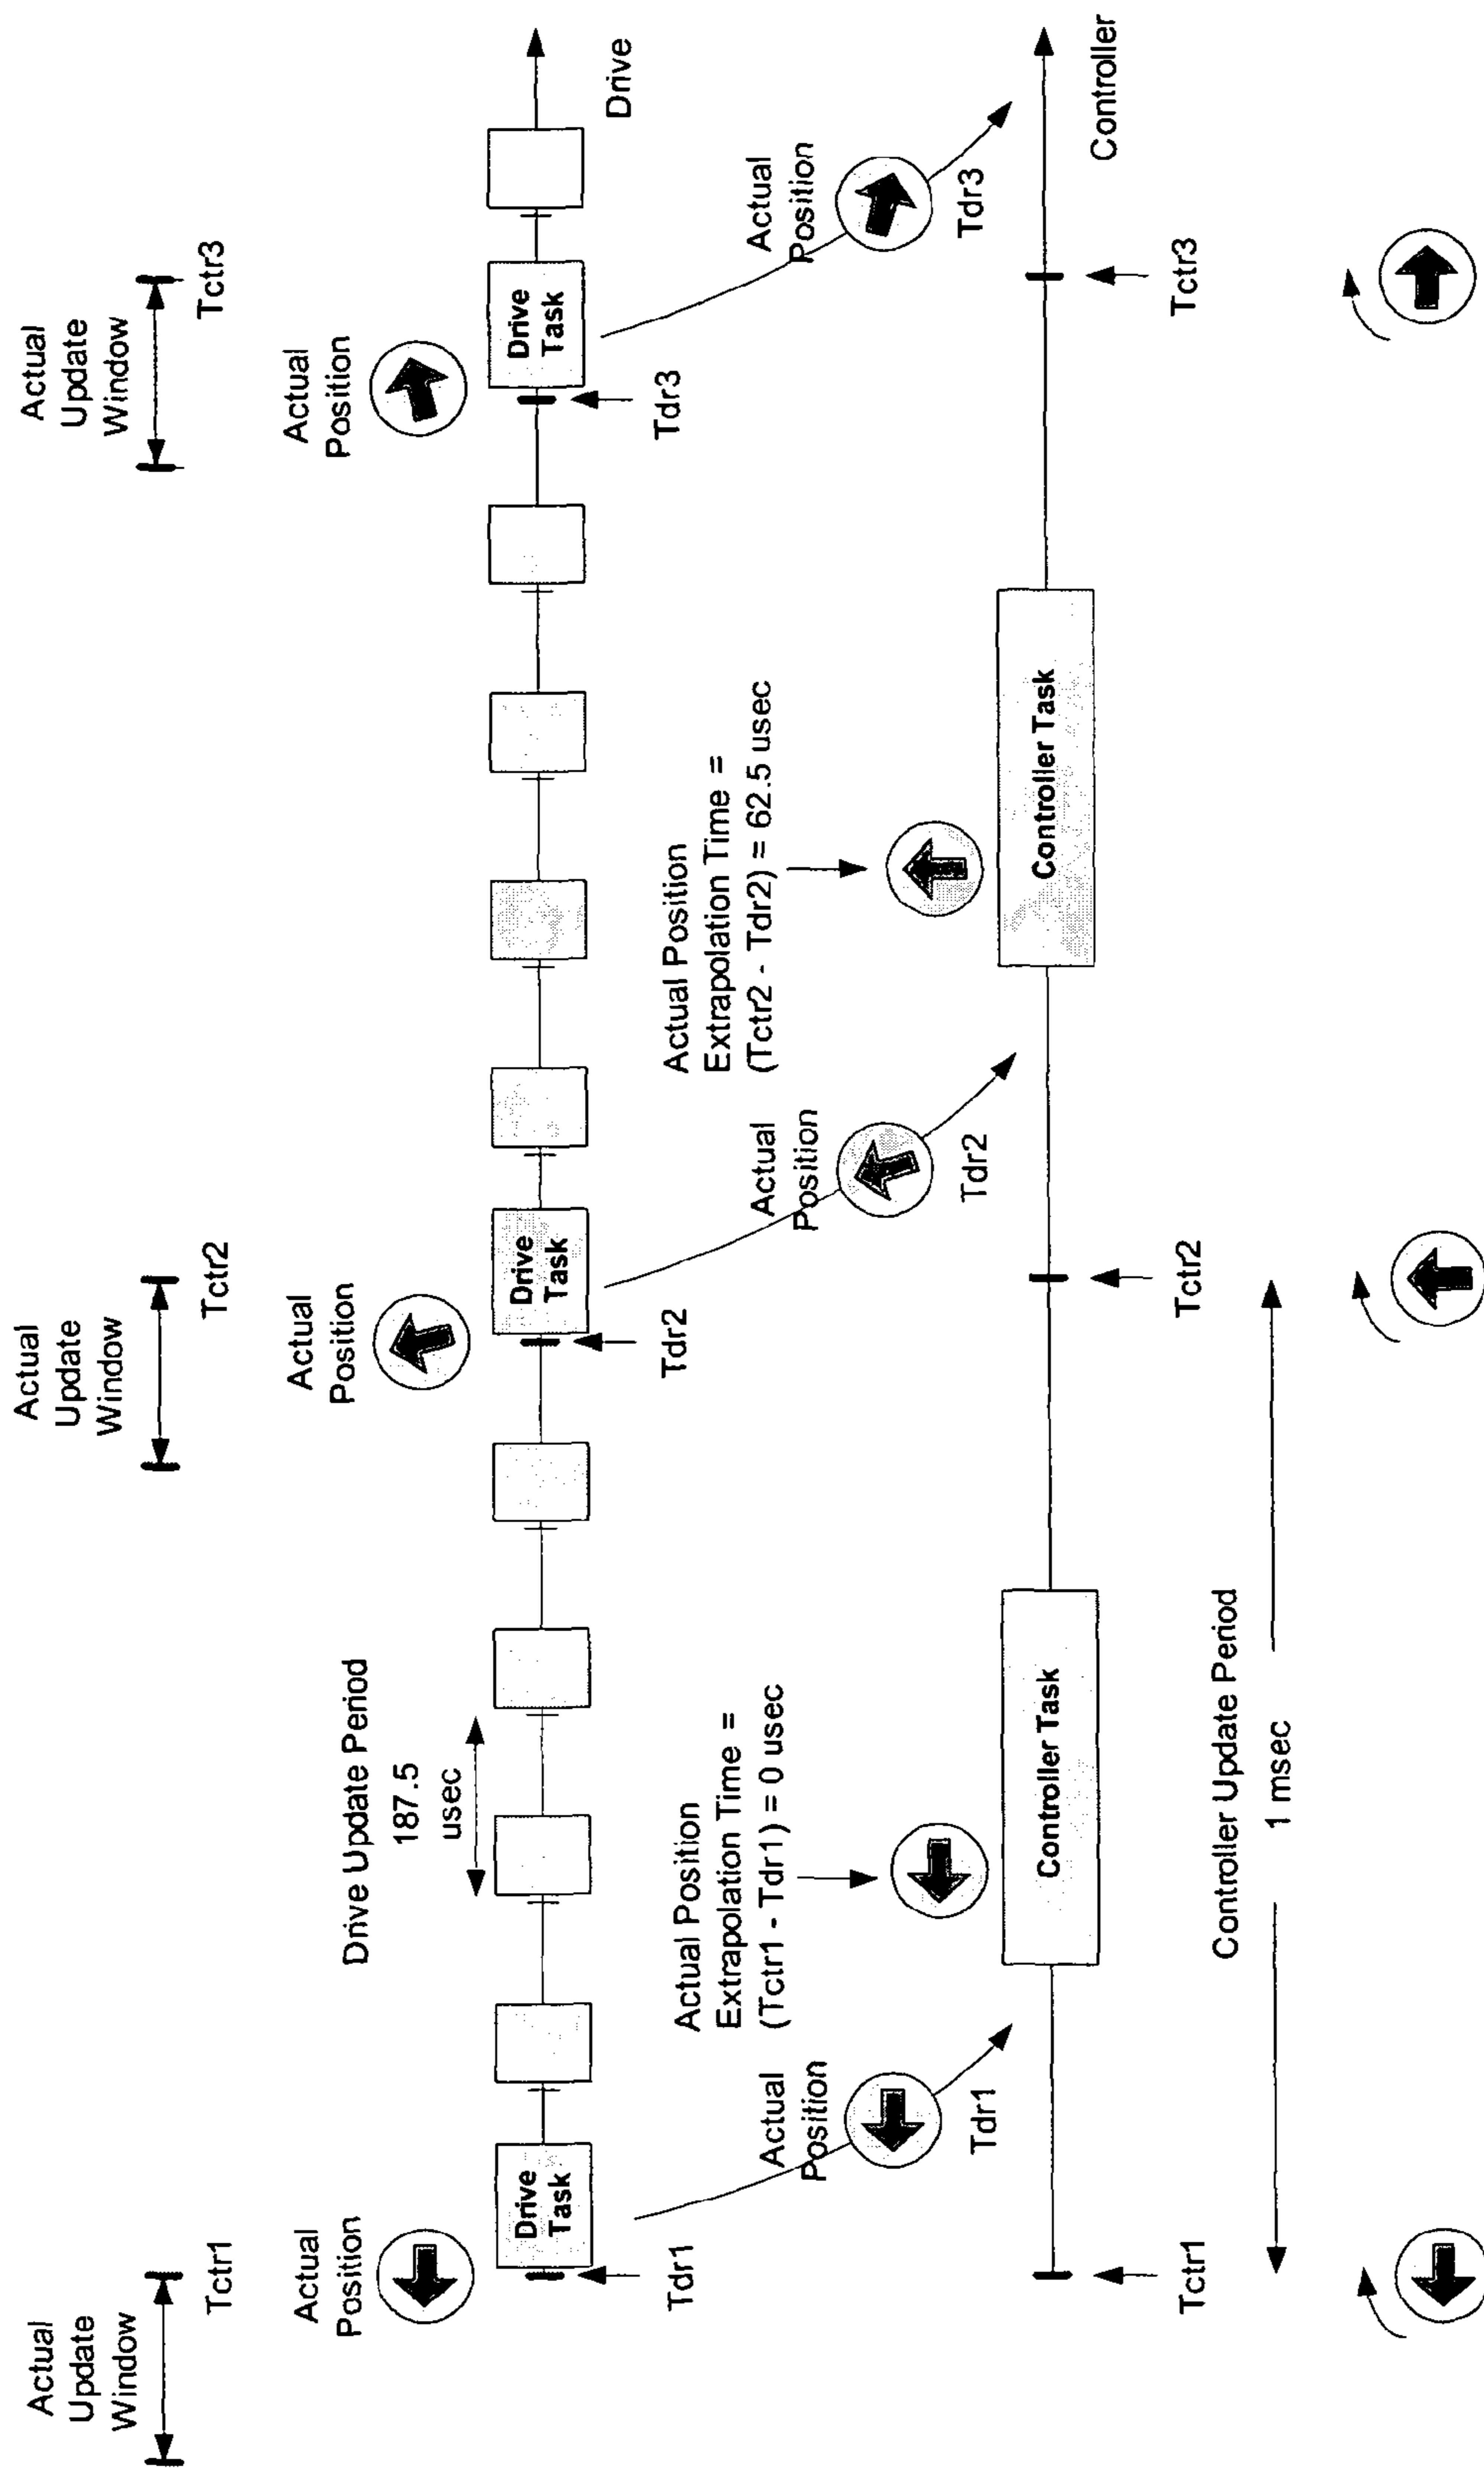 Actual
Update
Window
Tctr1
Actual
Update
Window
Tctr2
Actual
Update
Window
Tctr3
Actual
Position
Drive Update Period
187.5
usec
Actual
Position
Actual
Position
Drive
Task
Drive
Task
Drive
Task
Drive
Tdr1
Tdr2
Tdr3
Actual Position
Extrapolation Time =
(Tctr1 - Tdr1) = 0 usec
Actual Position
Extrapolation Time =
(Tctr2 - Tdr2) = 62.5 usec
Actual
Position
Tdr1
Actual
Position
Tdr2
Actual
Position
Tdr3
Controller Task
Controller Task
Controller
Tctr1
Controller Update Period
1 msec
Tctr2
Tctr3